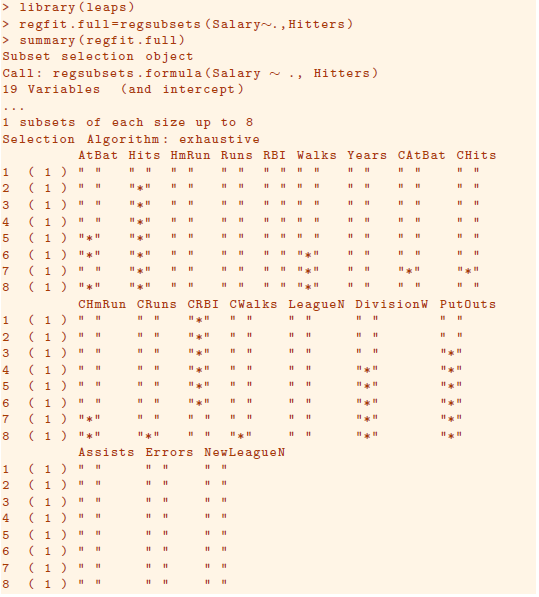 > library(leaps)
> regfit.full=regsubsets(Salary~.,Hitters)
> summary(regfit.full)
Subset selection object
Call: regsubsets.formula(Salary ~ ., Hitters)
19 Variables  (and intercept)
...
1 subsets of each size up to 8
Selection Algorithm: exhaustive
         AtBat Hits HmRun Runs RBI Walks Years CAtBat CHits
1  ( 1 ) " "   " "  " "   " "  " " " "   " "   " "    " "
2  ( 1 ) " "   "*"  " "   " "  " " " "   " "   " "    " "
3  ( 1 ) " "   "*"  " "   " "  " " " "   " "   " "    " "
4  ( 1 ) " "   "*"  " "   " "  " " " "   " "   " "    " "
5  ( 1 ) "*"   "*"  " "   " "  " " " "   " "   " "    " "
6  ( 1 ) "*"   "*"  " "   " "  " " "*"   " "   " "    " "
7  ( 1 ) " "   "*"  " "   " "  " " "*"   " "   "*"    "*"
8  ( 1 ) "*"   "*"  " "   " "  " " "*"   " "   " "    " "
         CHmRun CRuns CRBI CWalks LeagueN DivisionW PutOuts
1  ( 1 ) " "    " "   "*"  " "    " "     " "       " "
2  ( 1 ) " "    " "   "*"  " "    " "     " "       " "
3  ( 1 ) " "    " "   "*"  " "    " "     " "       "*"
4  ( 1 ) " "    " "   "*"  " "    " "     "*"       "*"
5  ( 1 ) " "    " "   "*"  " "    " "     "*"       "*"
6  ( 1 ) " "    " "   "*"  " "    " "     "*"       "*"
7  ( 1 ) "*"    " "   " "  " "    " "     "*"       "*"
8  ( 1 ) "*"    "*"   " "  "*"    " "     "*"       "*"
         Assists Errors NewLeagueN
1  ( 1 ) " "     " "    " "
2  ( 1 ) " "     " "    " "
3  ( 1 ) " "     " "    " "
4  ( 1 ) " "     " "    " "
5  ( 1 ) " "     " "    " "
6  ( 1 ) " "     " "    " "
7  ( 1 ) " "     " "    " "
8  ( 1 ) " "     " "    " "